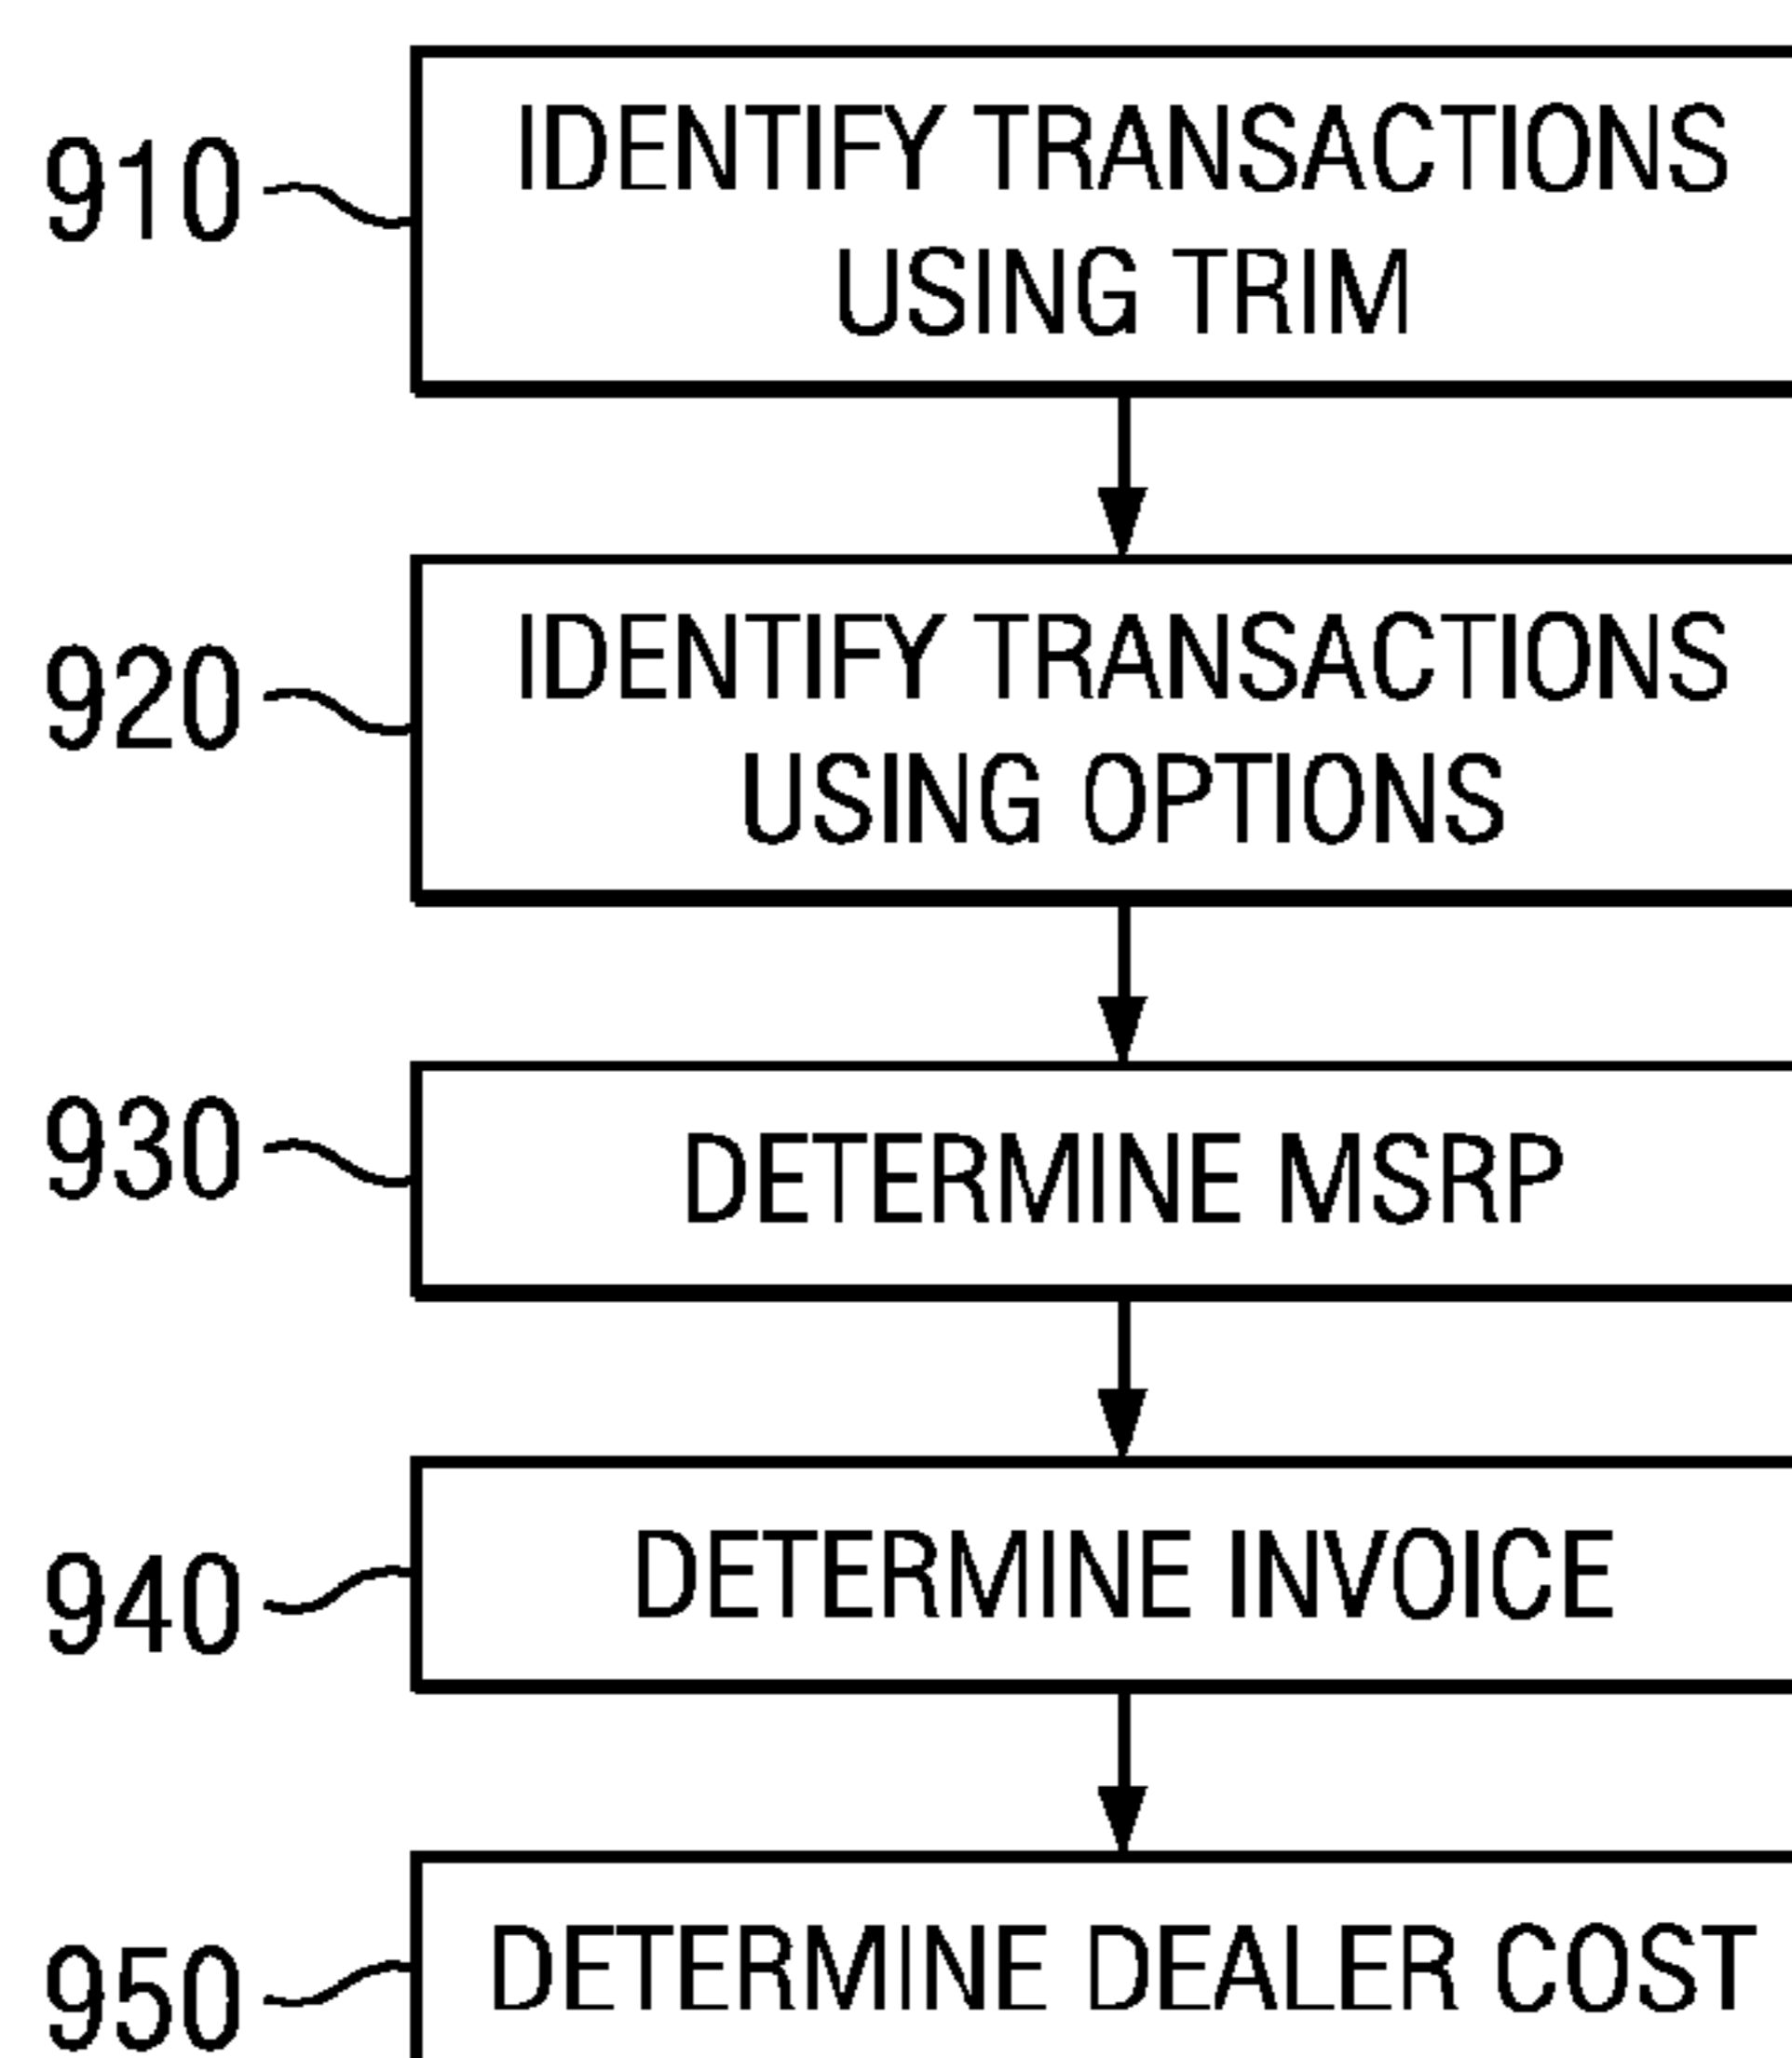 910
IDENTIFY TRANSACTIONS
USING TRIM
920
IDENTIFY TRANSACTIONS
USING OPTIONS
930
DETERMINE MSRP
940
DETERMINE INVOICE
950
DETERMINE DEALER COST